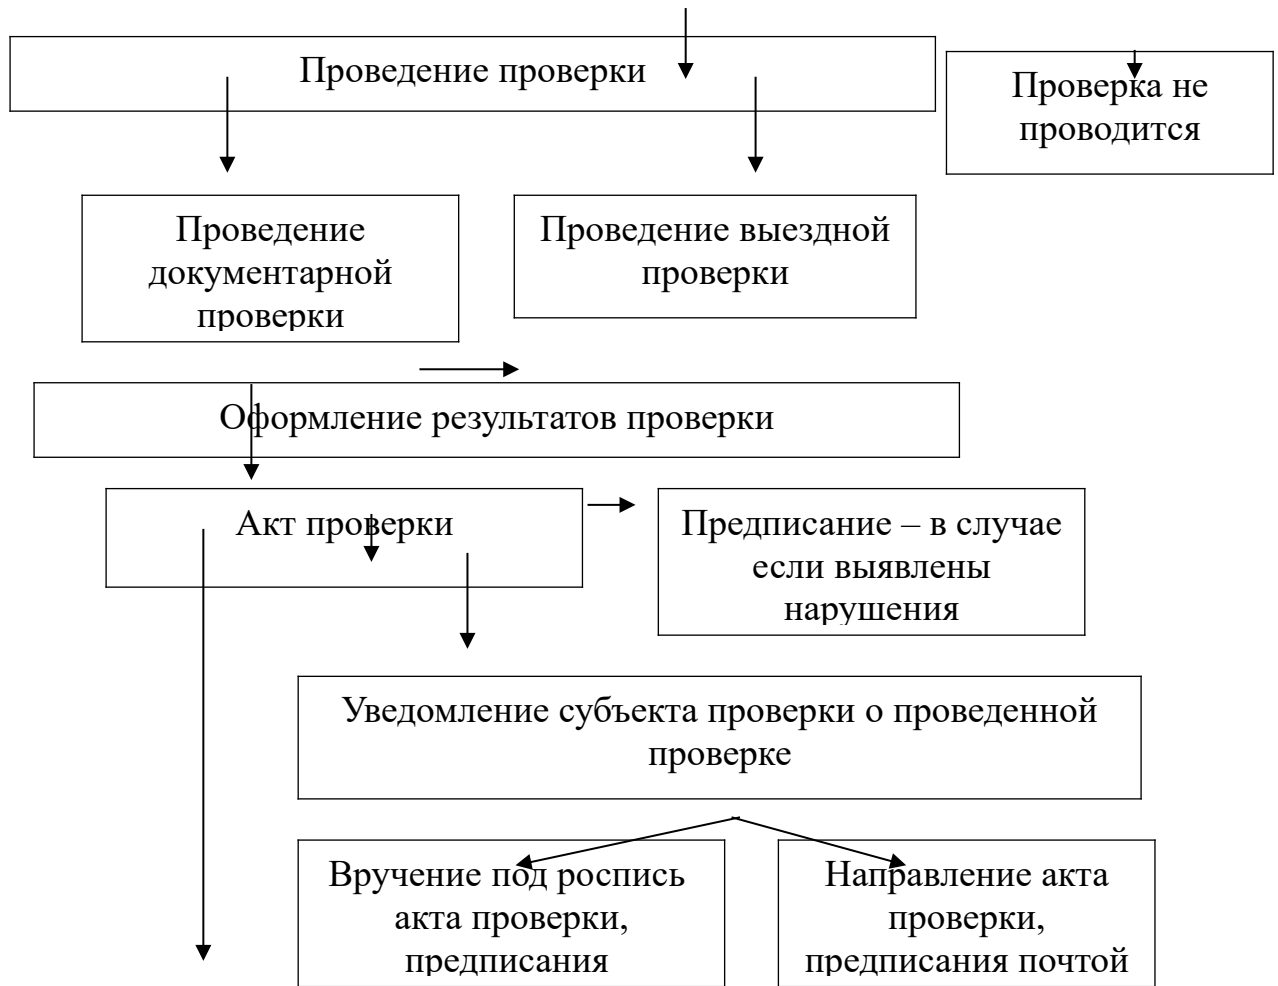 Проведение проверки
Проверка не
проводится
Проведение
документарной
проверки
Проведение выездной
проверки
Оформление результатов проверки
Акт проверки
Предписание – в случае
если выявлены
нарушения
Уведомление субъекта проверки о проведенной
проверке
Вручение под роспись
акта проверки,
предписания
Направление акта
проверки,
предписания почтой